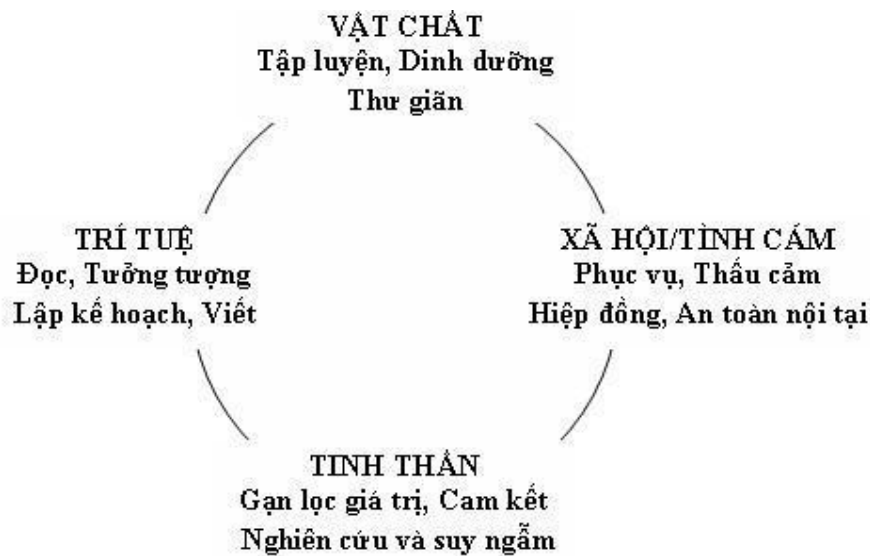 VẬT CHẤT
Tập luyện, Dinh dưỡng
Thư giãn
TRÍ TUỆ
Đọc, Tưởng tượng
Lập kế hoạch, Viết
XÃ HỘI/TÌNH CẢM
Phục vụ, Thấu cảm
Hiệp đồng, An toàn nội tại
TINH THẦN
Gạn lọc giá trị, Cam kết
Nghiên cứu và suy ngẫm